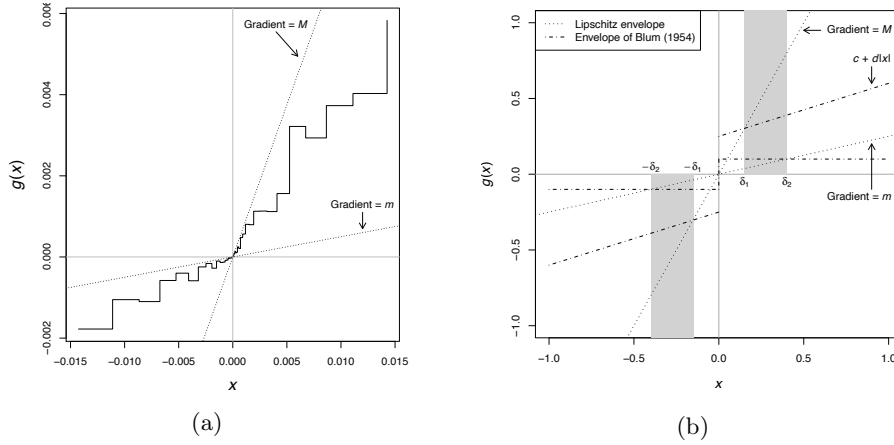 0.006
0.004
0.002
0.000
−0.002
g(x)
Gradient = M
Gradient = m
−0.015
−0.010
−0.005
0.000
0.005
0.010
0.015
x
(a)
1.0
0.5
0.0
−0.5
−1.0
g(x)
Lipschitz envelope
Envelope of Blum (1954)
Gradient = M
c + d|x|
−δ₂
−δ₁
δ₁
δ₂
Gradient = m
−1.0
−0.5
0.0
0.5
1.0
x
(b)